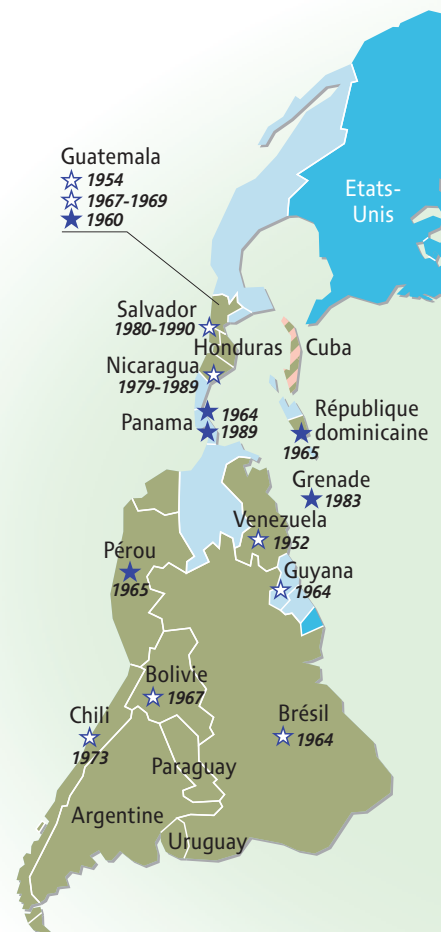 Guatemala
1954
1967-1969
1960
Etats-
Unis
Salvador
1980-1990
Honduras
Cuba
Nicaragua
1979-1989
Panama
1964
1989
République
dominicaine
1965
Grenade
1983
Venezuela
1952
Pérou
1965
Guyana
1964
Bolivie
1967
Chili
1973
Brésil
1964
Paraguay
Argentine
Uruguay